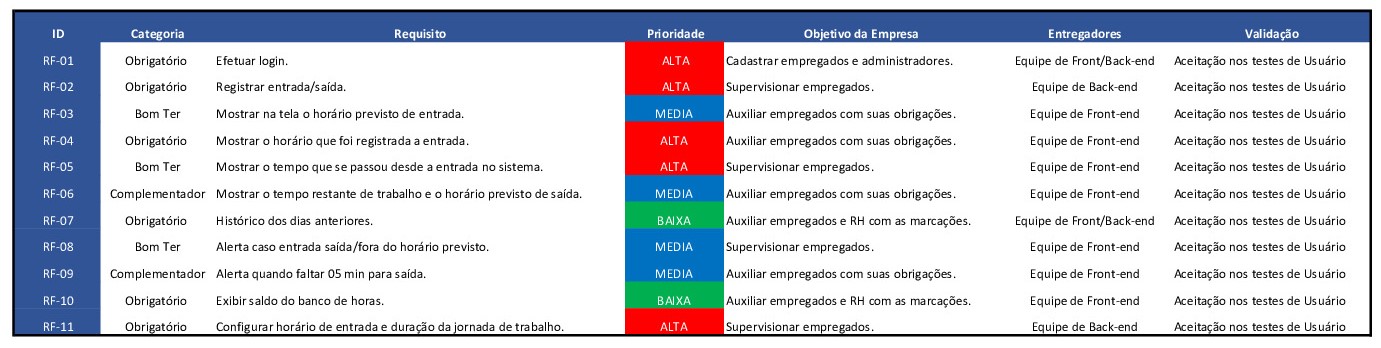 ID Categoria Requisito Prioridade Objetivo da Empresa Entregadores Validação
RF-01 Obrigatório Efetuar login. ALTA Cadastrar empregados e administradores. Equipe de Front/Back-end Aceitação nos testes de Usuário
RF-02 Obrigatório Registrar entrada/saída. ALTA Supervisionar empregados. Equipe de Back-end Aceitação nos testes de Usuário
RF-03 Bom Ter Mostrar na tela o horário previsto de entrada. MEDIA Auxiliar empregados com suas obrigações. Equipe de Front-end Aceitação nos testes de Usuário
RF-04 Obrigatório Mostrar o horário que foi registrada a entrada. ALTA Auxiliar empregados com suas obrigações. Equipe de Front-end Aceitação nos testes de Usuário
RF-05 Bom Ter Mostrar o tempo que se passou desde a entrada no sistema. ALTA Supervisionar empregados. Equipe de Front-end Aceitação nos testes de Usuário
RF-06 Complementador Mostrar o tempo restante de trabalho e o horário previsto de saída. MEDIA Auxiliar empregados com suas obrigações. Equipe de Front-end Aceitação nos testes de Usuário
RF-07 Obrigatório Histórico dos dias anteriores. BAIXA Auxiliar empregados e RH com as marcações. Equipe de Front/Back-end Aceitação nos testes de Usuário
RF-08 Bom Ter Alerta caso entrada saída/fora do horário previsto. MEDIA Supervisionar empregados. Equipe de Front-end Aceitação nos testes de Usuário
RF-09 Complementador Alerta quando faltar 05 min para saída. MEDIA Auxiliar empregados com suas obrigações. Equipe de Front-end Aceitação nos testes de Usuário
RF-10 Obrigatório Exibir saldo do banco de horas. BAIXA Auxiliar empregados e RH com as marcações. Equipe de Front-end Aceitação nos testes de Usuário
RF-11 Obrigatório Configurar horário de entrada e duração da jornada de trabalho. ALTA Supervisionar empregados. Equipe de Back-end Aceitação nos testes de Usuário